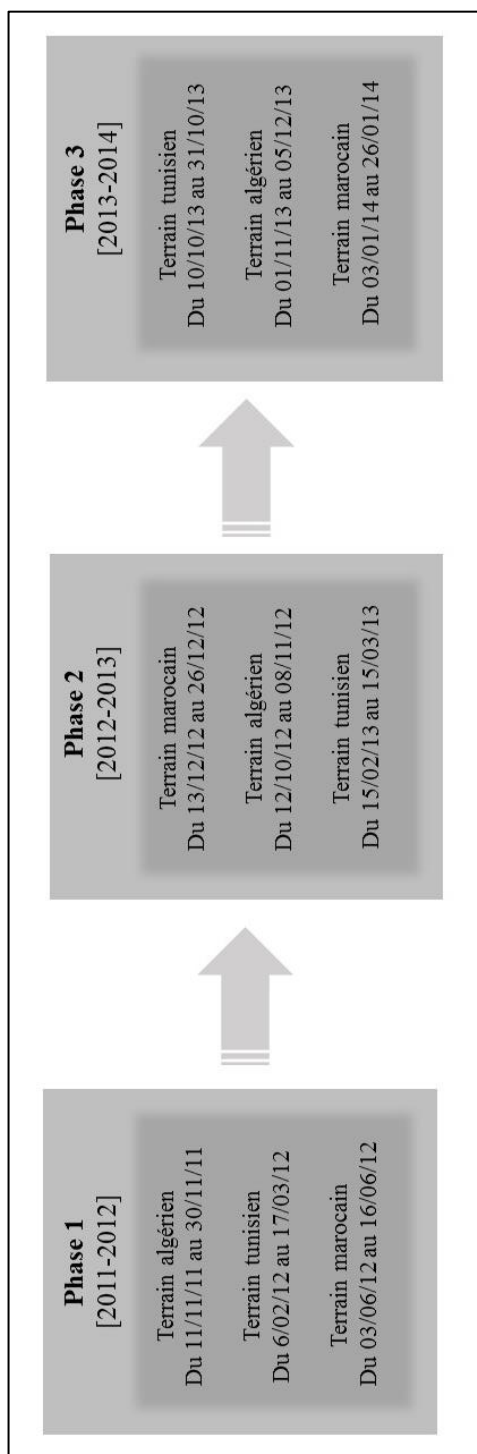 Phase 1
[2011-2012]
Terrain algérien
Du 11/11/11 au 30/11/11
Terrain tunisien
Du 6/02/12 au 17/03/12
Terrain marocain
Du 03/06/12 au 16/06/12
Phase 2
[2012-2013]
Terrain marocain
Du 13/12/12 au 26/12/12
Terrain algérien
Du 12/10/12 au 08/11/12
Terrain tunisien
Du 15/02/13 au 15/03/13
Phase 3
[2013-2014]
Terrain tunisien
Du 10/10/13 au 31/10/13
Terrain algérien
Du 01/11/13 au 05/12/13
Terrain marocain
Du 03/01/14 au 26/01/14